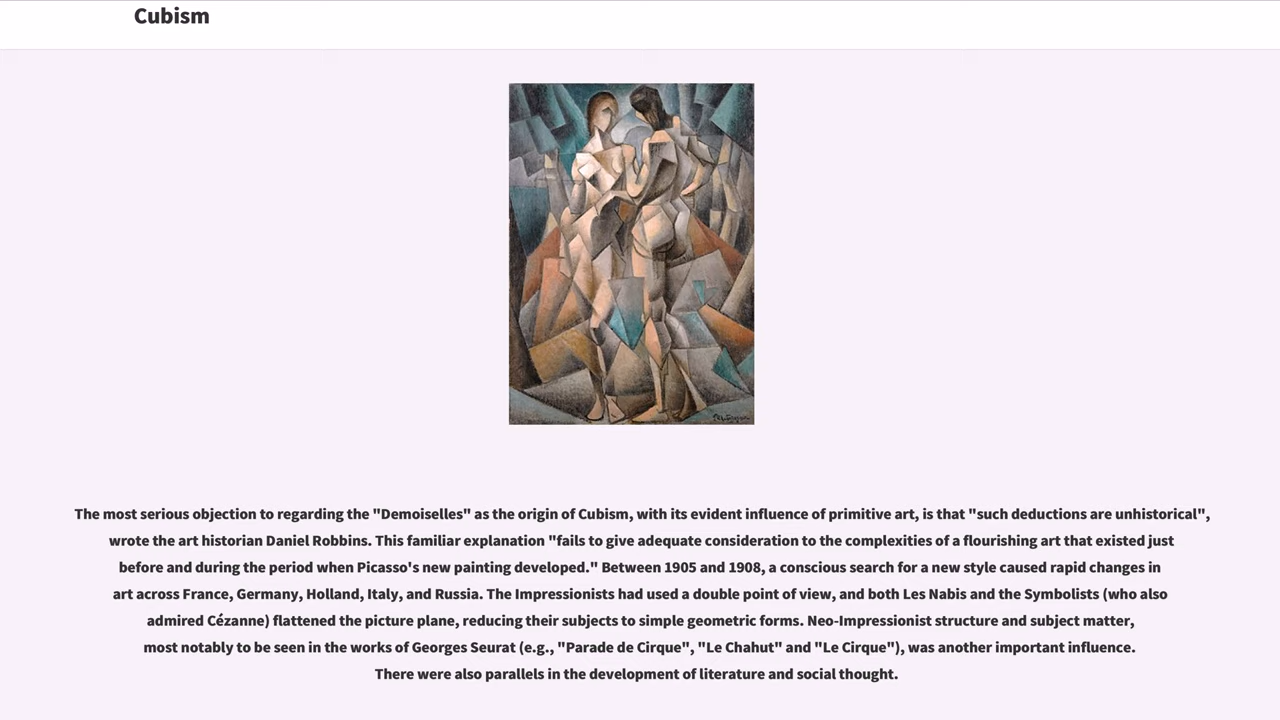 Cubism
The most serious objection to regarding the "Demoiselles" as the origin of Cubism, with its evident influence of primitive art, is that "such deductions are unhistorical",
wrote the art historian Daniel Robbins. This familiar explanation "fails to give adequate consideration to the complexities of a flourishing art that existed just
before and during the period when Picasso's new painting developed." Between 1905 and 1908, a conscious search for a new style caused rapid changes in
art across France, Germany, Holland, Italy, and Russia. The Impressionists had used a double point of view, and both Les Nabis and the Symbolists (who also
admired Cézanne) flattened the picture plane, reducing their subjects to simple geometric forms. Neo-Impressionist structure and subject matter,
most notably to be seen in the works of Georges Seurat (e.g., "Parade de Cirque", "Le Chahut" and "Le Cirque"), was another important influence.
There were also parallels in the development of literature and social thought.